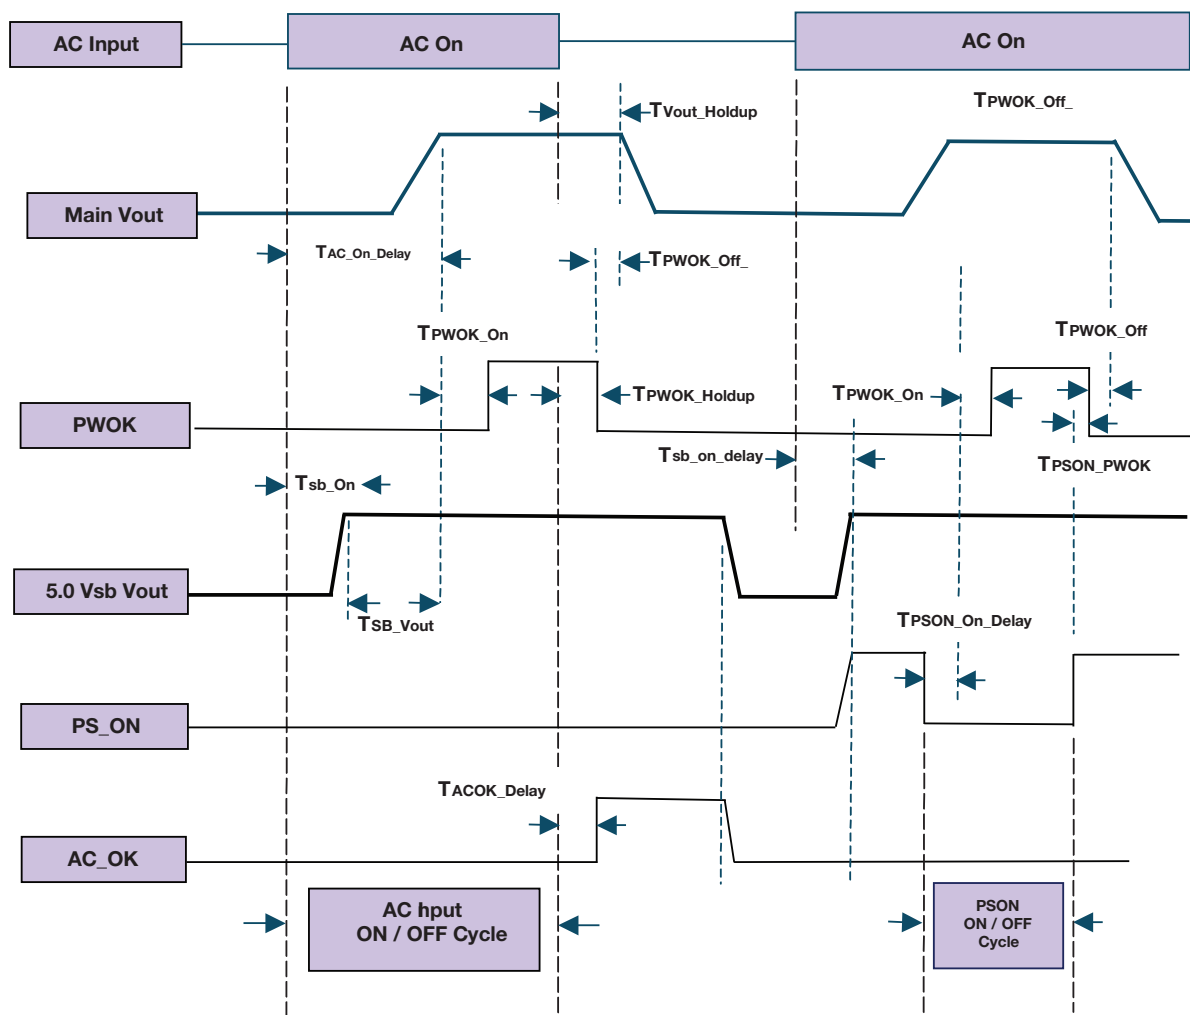 AC Input
AC On
AC On
TVout_Holdup
TPWOK_Off_
Main Vout
TAC_On_Delay
TPWOK_Off_
TPWOK_On
TPWOK_Off
TPWOK_Holdup
TPWOK_On
PWOK
Tsb_on_delay
TPSON_PWOK
Tsb_On
5.0 Vsb Vout
TSB_Vout
TPSON_On_Delay
PS_ON
TACOK_Delay
AC_OK
AC hput
ON / OFF Cycle
PSON
ON / OFF
Cycle